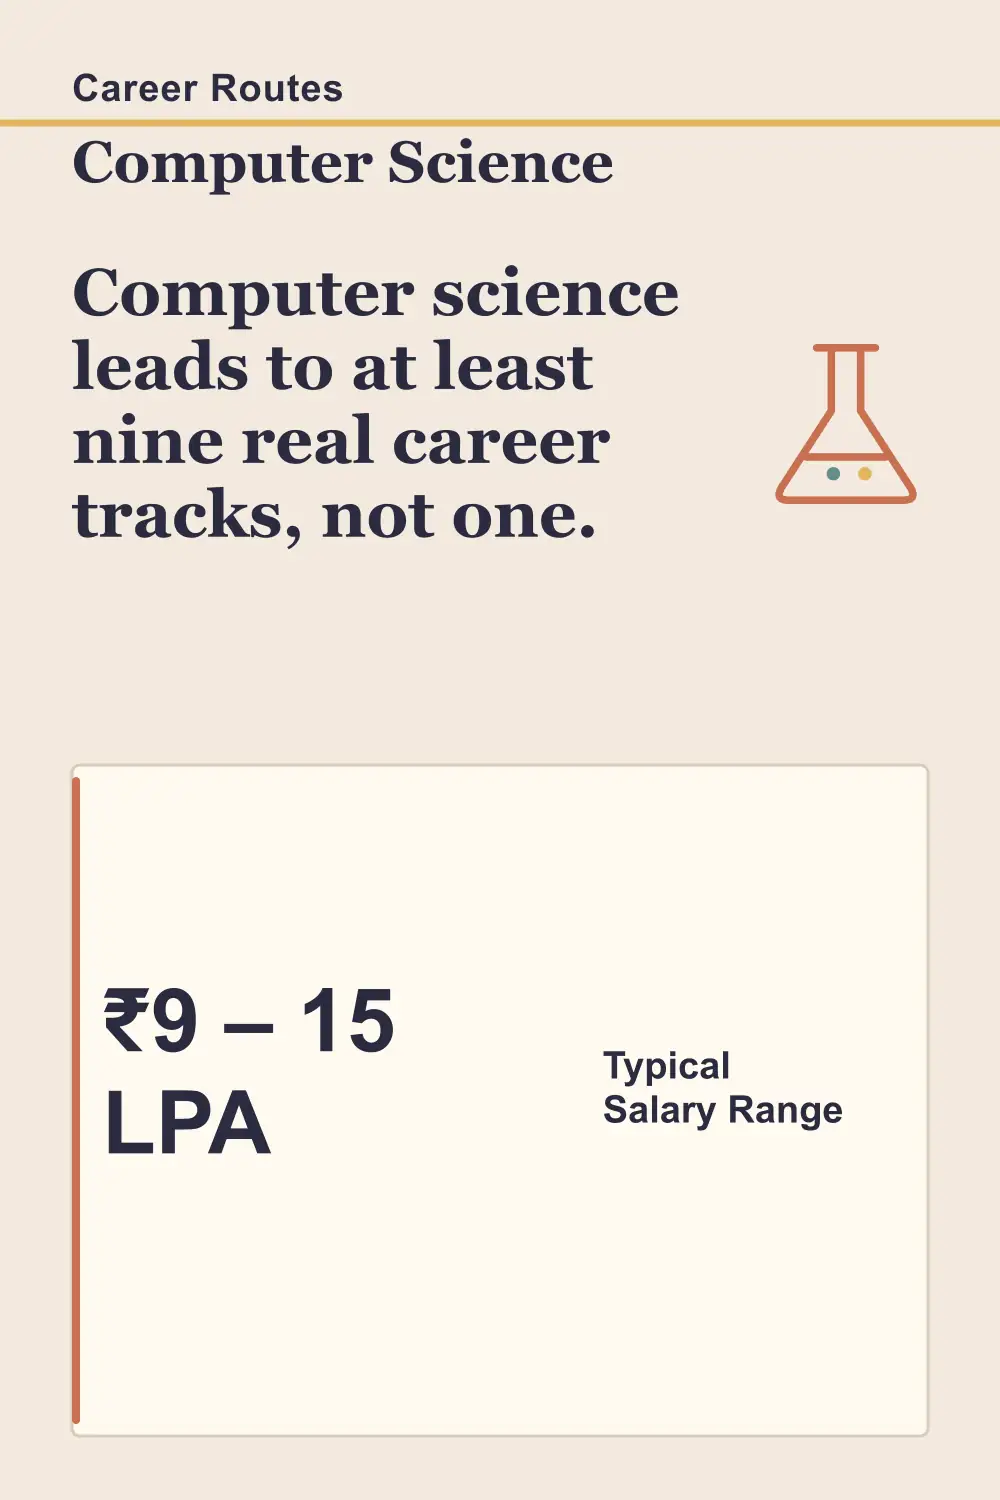 Career Routes
Computer Science
Computer science
leads to at least
nine real career
tracks, not one.
₹9 – 15
LPA
Typical
Salary Range